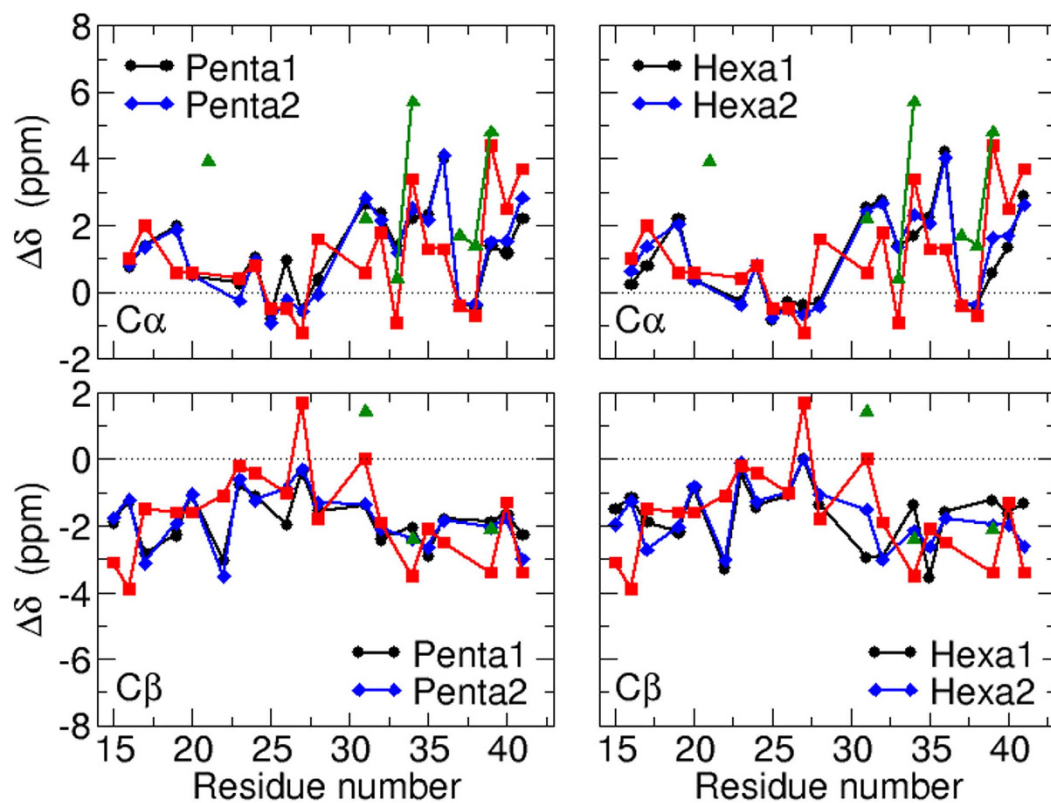 8
6
4
2
0
-2
Δδ (ppm)
Penta1
Penta2
Cα
Hexa1
Hexa2
Cα
2
0
-2
-4
-6
-8
Δδ (ppm)
Penta1
Penta2
Cβ
Hexa1
Hexa2
Cβ
15 20 25 30 35 40
15 20 25 30 35 40
Residue number
Residue number